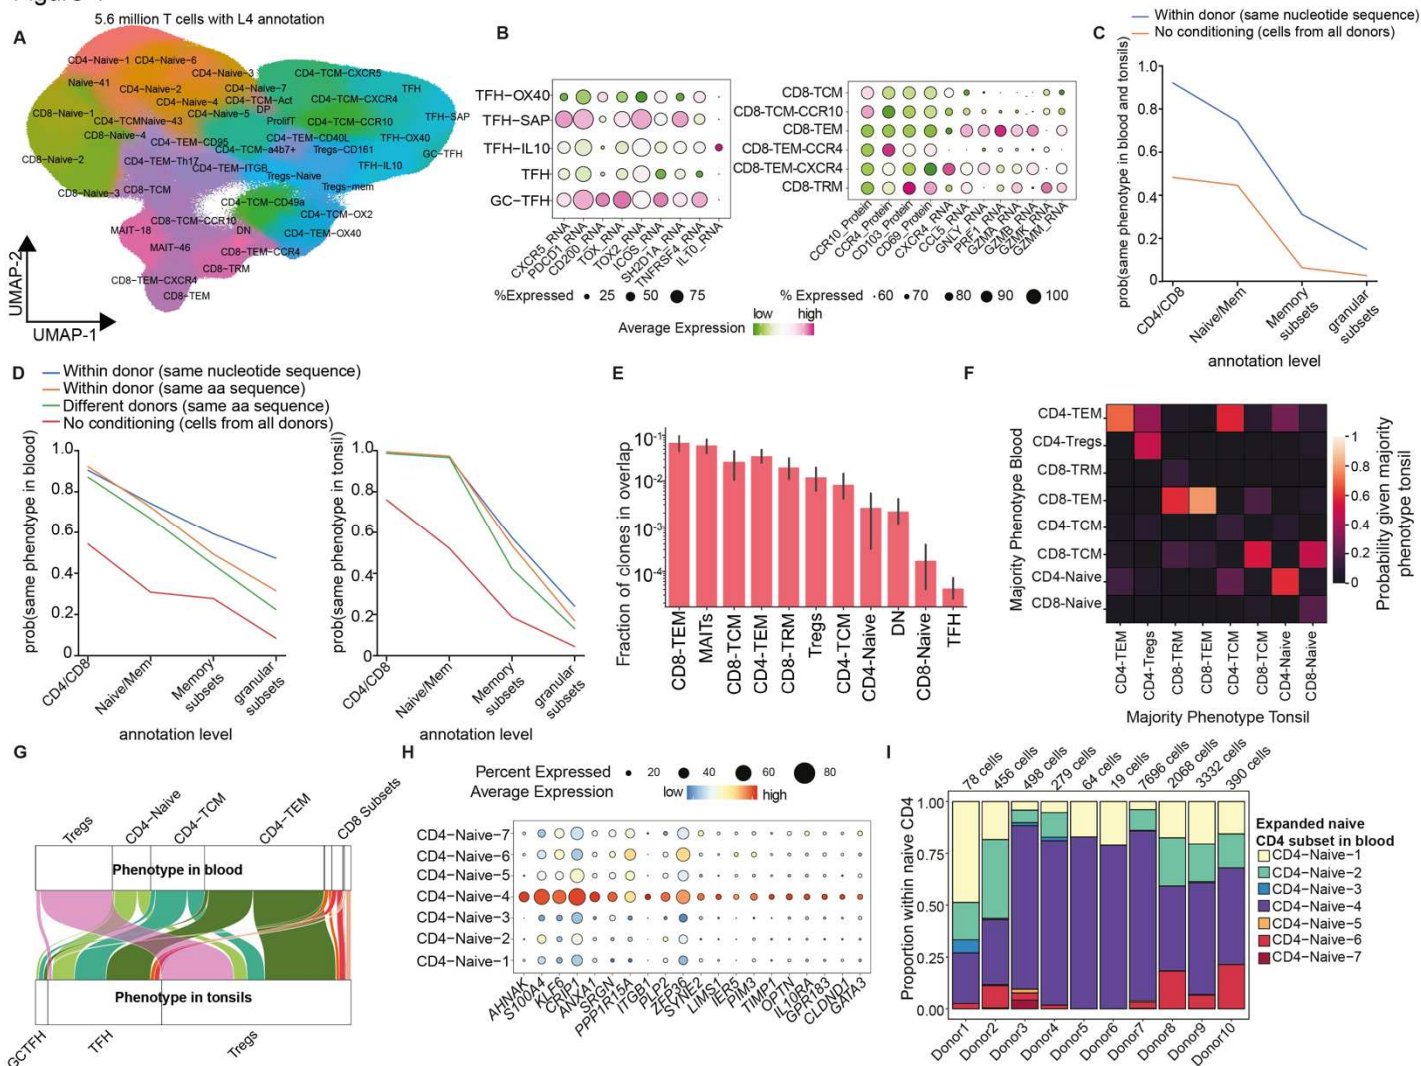 5.6 million T cells with L4 annotation
A
CD4-Naive-1
CD4-Naive-6
CD4-Naive-3
CD4-TCM-CXCR5
Naive-41
CD4-Naive-2
CD4-Naive-7
TFH
CD4-Naive-4
CD4-TCM-Act
CD4-TCM-CXCR4
CD8-Naive-1
CD4-Naive-5
DP
TFH-SAP
CD4-TCMNaive-43
ProlifT
CD4-TCM-CCR10
CD8-Naive-4
CD4-TEM-CD40L
TFH-OX40
CD4-TEM-CD95
CD4-TCM-a4b7+
Tregs-CD161
GC-TFH
CD8-Naive-2
CD4-TEM-Th17
CD4-TEM-ITGB
TFH-IL10
Tregs-Naive
Tregs-mem
CD8-Naive-3
CD8-TCM
CD4-TCM-CD49a
CD8-TCM-CCR10
CD4-TCM-OX2
MAIT-18
DN
CD4-TEM-OX40
MAIT-46
CD8-TEM-CCR4
CD8-TRM
CD8-TEM-CXCR4
CD8-TEM
UMAP-2
UMAP-1
B
TFH-OX40
TFH-SAP
TFH-IL10
TFH
GC-TFH
CXCR5_RNA
PDCD1_RNA
CD200_RNA
TOX_RNA
TOX2_RNA
ICOS_RNA
SH2D1A_RNA
TNFRSF4_RNA
IL10_RNA
%Expressed 25 50 75
CD8-TCM
CD8-TCM-CCR10
CD8-TEM
CD8-TEM-CCR4
CD8-TEM-CXCR4
CD8-TRM
CCR10_Protein
CCR4_Protein
CD103_Protein
CD69_Protein
CXCR4_RNA
CCL5_RNA
GNLY_RNA
PRF1_RNA
GZMA_RNA
GZMB_RNA
GZMK_RNA
GZMM_RNA
% Expressed 60 70 80 90 100
Average Expression low high
C
Within donor (same nucleotide sequence)
No conditioning (cells from all donors)
prob(same phenotype in blood and tonsils)
1.0
0.8
0.6
0.4
0.2
0
CD4/CD8
Naive/Mem
Memory subsets
granular subsets
annotation level
D
Within donor (same nucleotide sequence)
Within donor (same aa sequence)
Different donors (same aa sequence)
No conditioning (cells from all donors)
prob(same phenotype in blood)
1.0
0.8
0.6
0.4
0.2
0
CD4/CD8
Naive/Mem
Memory subsets
granular subsets
annotation level
prob(same phenotype in tonsil)
1.0
0.8
0.6
0.4
0.2
0
CD4/CD8
Naive/Mem
Memory subsets
granular subsets
annotation level
E
Fraction of clones in overlap
10⁻¹
10⁻²
10⁻³
10⁻⁴
CD8-TEM
MAITs
CD8-TCM
CD4-TEM
CD8-TRM
Tregs
CD4-TCM
CD4-Naive
DN
CD8-Naive
TFH
F
Majority Phenotype Blood
CD4-TEM
CD4-Tregs
CD8-TRM
CD8-TEM
CD4-TCM
CD8-TCM
CD4-Naive
CD8-Naive
CD4-TEM
CD4-Tregs
CD8-TRM
CD8-TEM
CD4-TCM
CD8-TCM
CD4-Naive
CD8-Naive
Majority Phenotype Tonsil
1
0.8
0.6
0.4
0.2
0
Probability given majority
phenotype tonsil
G
Tregs
CD4-Naive
CD4-TCM
CD4-TEM
CD8 Subsets
Phenotype in blood
Phenotype in tonsils
GCTFH
TFH
Tregs
H
Percent Expressed 20 40 60 80
Average Expression low high
CD4-Naive-7
CD4-Naive-6
CD4-Naive-5
CD4-Naive-4
CD4-Naive-3
CD4-Naive-2
CD4-Naive-1
AHNAK
S100A4
KLF6
CRIP1
ANXA1
SRGN
PPP1R15A
ITGB1
PLP2
ZFP36
SYNE2
LIMS1
IER5
PIM3
TIMP1
OPTN
IL10RA
GPR183
CLDND1
GATA3
I
78 cells
456 cells
498 cells
279 cells
64 cells
19 cells
7696 cells
2068 cells
3332 cells
390 cells
Proportion within naive CD4
1.00
0.75
0.50
0.25
0.00
Donor1
Donor2
Donor3
Donor4
Donor5
Donor6
Donor7
Donor8
Donor9
Donor10
Expanded naive
CD4 subset in blood
CD4-Naive-1
CD4-Naive-2
CD4-Naive-3
CD4-Naive-4
CD4-Naive-5
CD4-Naive-6
CD4-Naive-7